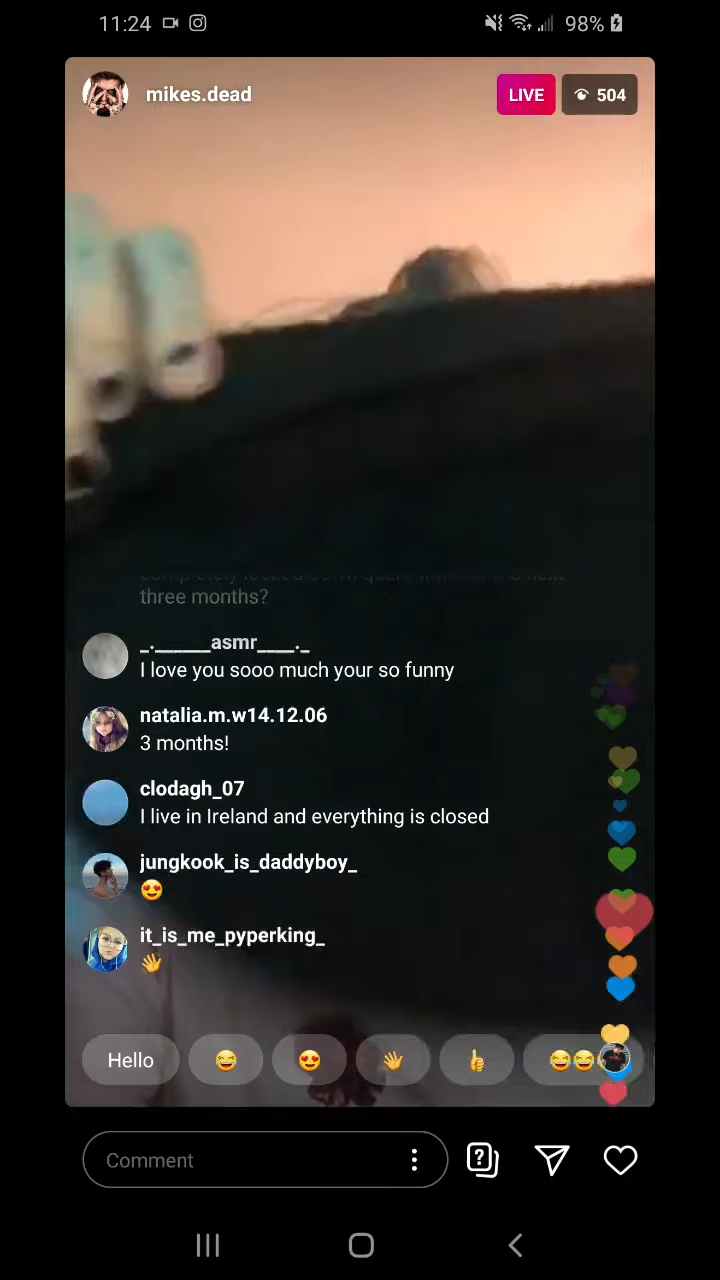 11:24
98%
mikes.dead
LIVE
504
three months?
_._____asmr____._
I love you sooo much your so funny
natalia.m.w14.12.06
3 months!
clodagh_07
I live in Ireland and everything is closed
jungkook_is_daddyboy_
😍
it_is_me_pyperking_
👋
Hello
😂
😍
👋
👍
😂😂
Comment